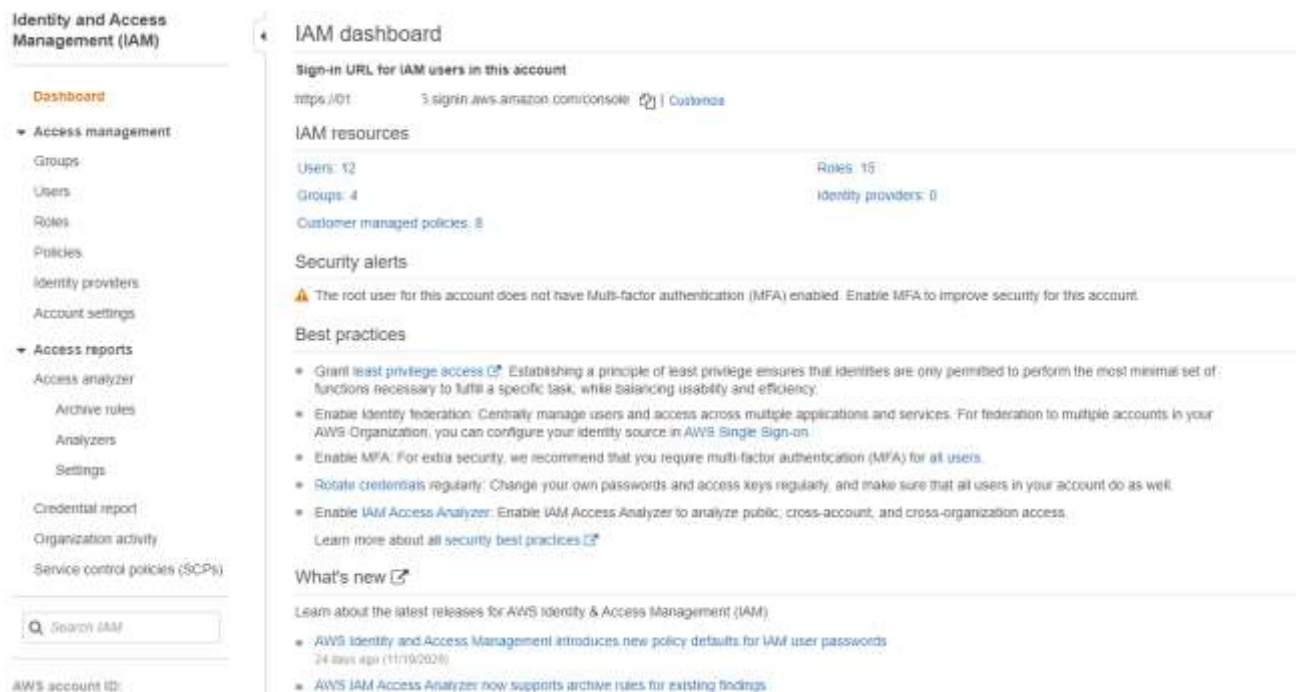 Identity and Access
Management (IAM)
Dashboard
Access management
Groups
Users
Roles
Policies
Identity providers
Account settings
Access reports
Access analyzer
Archive rules
Analyzers
Settings
Credential report
Organization activity
Service control policies (SCPs)
Search IAM
AWS account ID:
IAM dashboard
Sign-in URL for IAM users in this account
https://01 .signin.aws.amazon.com/console | Customize
IAM resources
Users: 12
Roles: 15
Groups: 4
Identity providers: 0
Customer managed policies: 8
Security alerts
The root user for this account does not have Multi-factor authentication (MFA) enabled. Enable MFA to improve security for this account.
Best practices
Grant least privilege access Establishing a principle of least privilege ensures that identities are only permitted to perform the most minimal set of
functions necessary to fulfill a specific task, while balancing usability and efficiency.
Enable Identity federation: Centrally manage users and access across multiple applications and services. For federation to multiple accounts in your
AWS Organization, you can configure your identity source in AWS Single Sign-on.
Enable MFA: For extra security, we recommend that you require multi-factor authentication (MFA) for all users.
Rotate credentials regularly: Change your own passwords and access keys regularly, and make sure that all users in your account do as well.
Enable IAM Access Analyzer: Enable IAM Access Analyzer to analyze public, cross-account, and cross-organization access.
Learn more about all security best practices
What's new
Learn about the latest releases for AWS Identity & Access Management (IAM)
AWS Identity and Access Management introduces new policy defaults for IAM user passwords
24 days ago (11/19/2020)
AWS IAM Access Analyzer now supports archive rules for existing findings